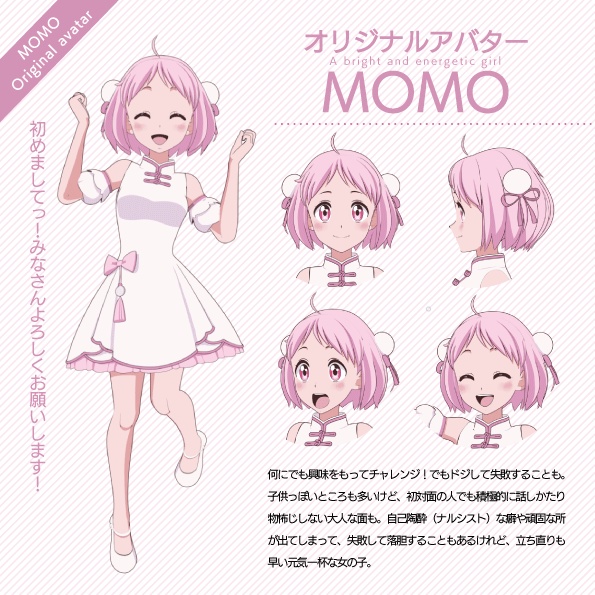 MOMO
Original avatar
オリジナルアバター
A bright and energetic girl
MOMO
初めましてっ!みなさんよろしくお願いします!
何にでも興味をもってチャレンジ!でもドジして失敗することも。
子供っぽいところも多いけど、初対面の人でも積極的に話しかたり
物怖じしない大人な面も。自己陶酔(ナルシスト)な癖や頑固な所
が出てしまって、失敗して落胆することもあるけれど、立ち直りも
早い元気一杯な女の子。